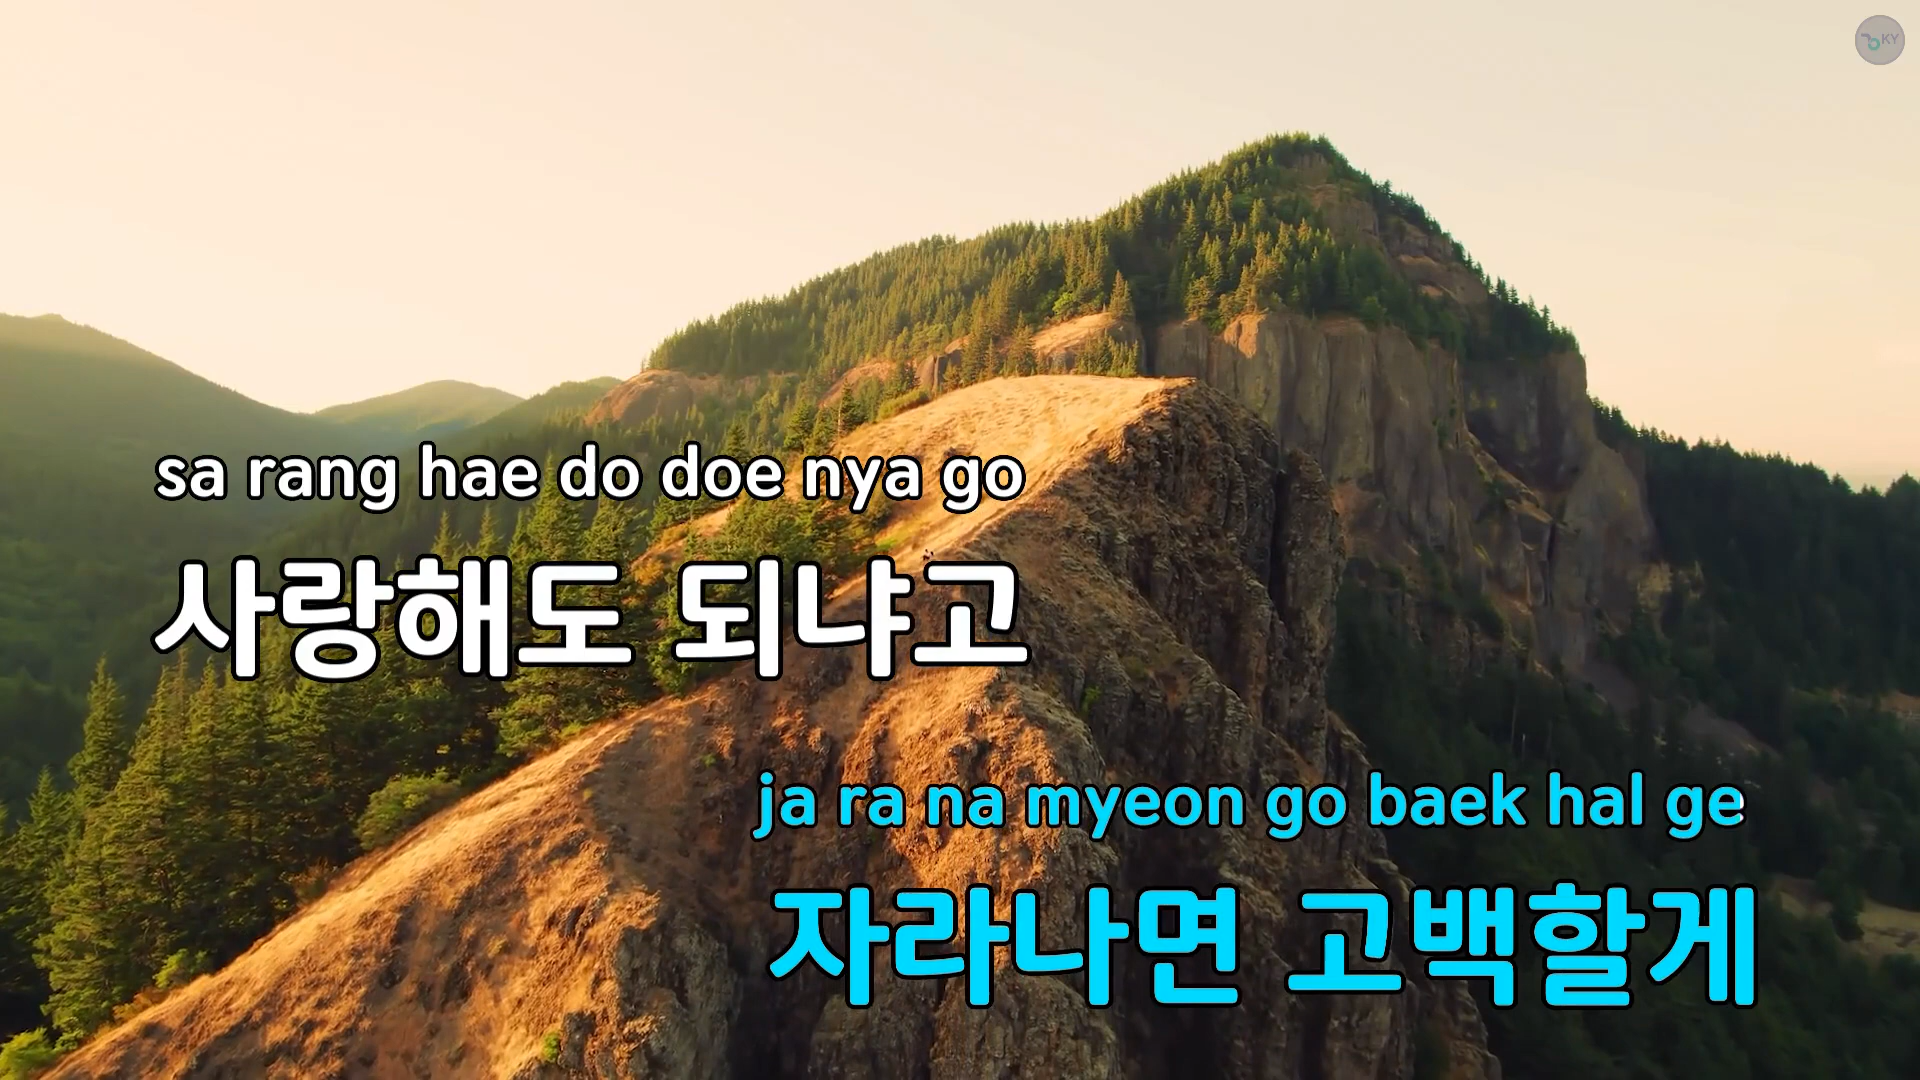 KY
sa rang hae do doe nya go
사랑해도 되냐고
ja ra na myeon go baek hal ge
자라나면 고백할게